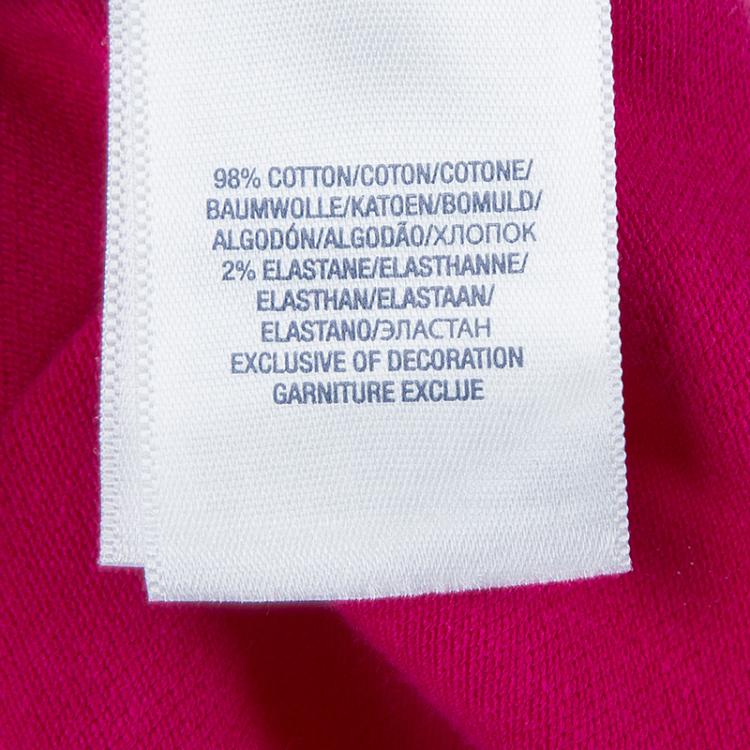 98% COTTON/COTON/COTONE/
BAUMWOLLE/KATOEN/BOMULD/
ALGODÓN/ALGODÃO/ХЛОПОК
2% ELASTANE/ELASTHANNE/
ELASTHAN/ELASTAAN/
ELASTANO/ЭЛАСТАН
EXCLUSIVE OF DECORATION
GARNITURE EXCLUE